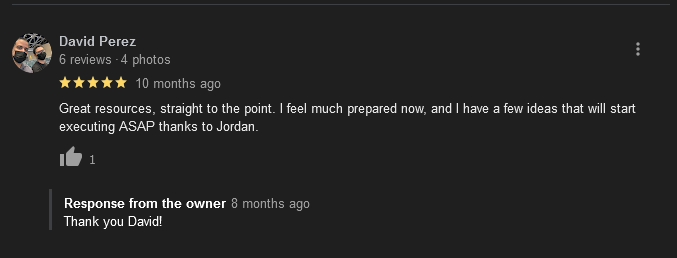 David Perez
6 reviews · 4 photos
10 months ago
Great resources, straight to the point. I feel much prepared now, and I have a few ideas that will start
executing ASAP thanks to Jordan.
1
Response from the owner 8 months ago
Thank you David!